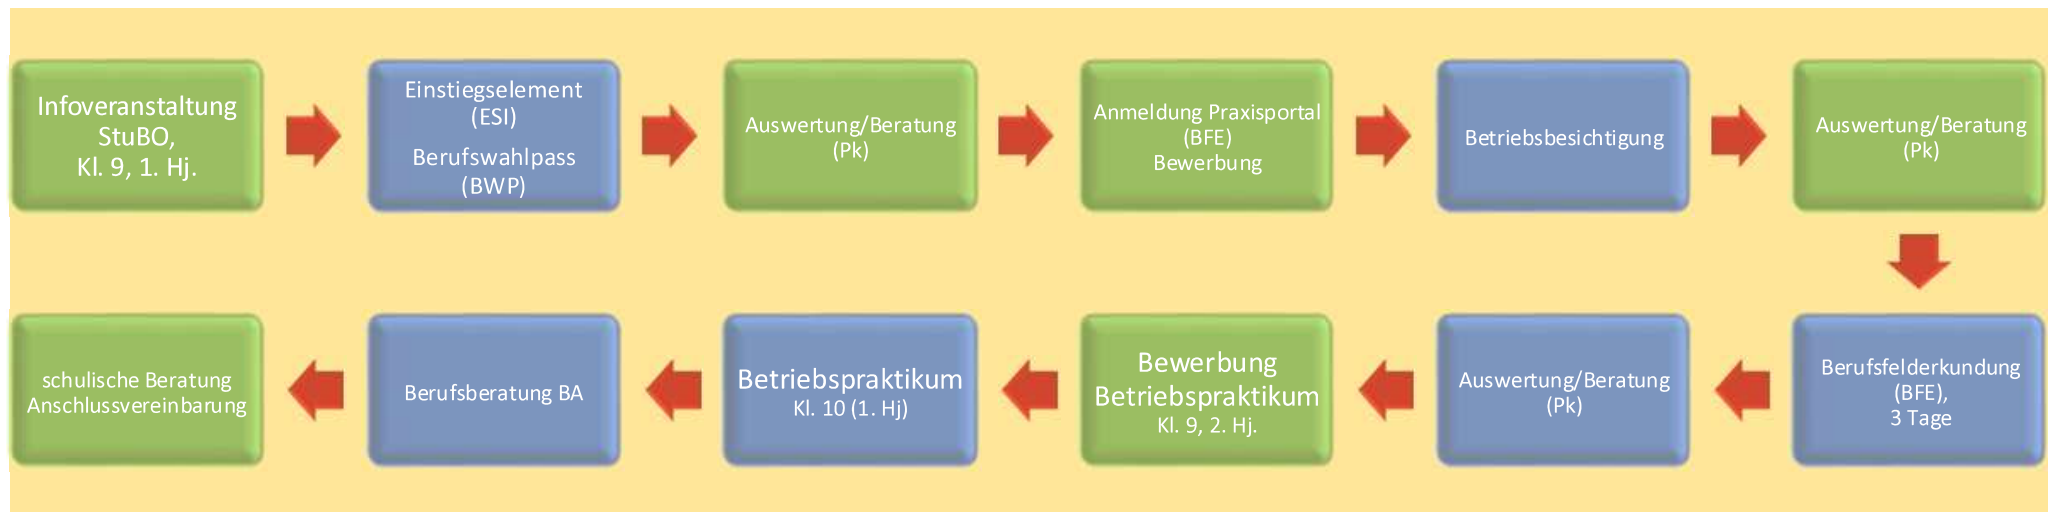 Infoveranstaltung
StuBO,
Kl. 9, 1. Hj.
Einstiegselement
(ESI)
Berufswahlpass
(BWP)
Auswertung/Beratung
(Pk)
Anmeldung Praxisportal
(BFE)
Bewerbung
Betriebsbesichtigung
Auswertung/Beratung
(Pk)
Berufsfelderkundung
(BFE),
3 Tage
Auswertung/Beratung
(Pk)
Bewerbung
Betriebspraktikum
Kl. 9, 2. Hj.
Betriebspraktikum
Kl. 10 (1. Hj)
Berufsberatung BA
schulische Beratung
Anschlussvereinbarung